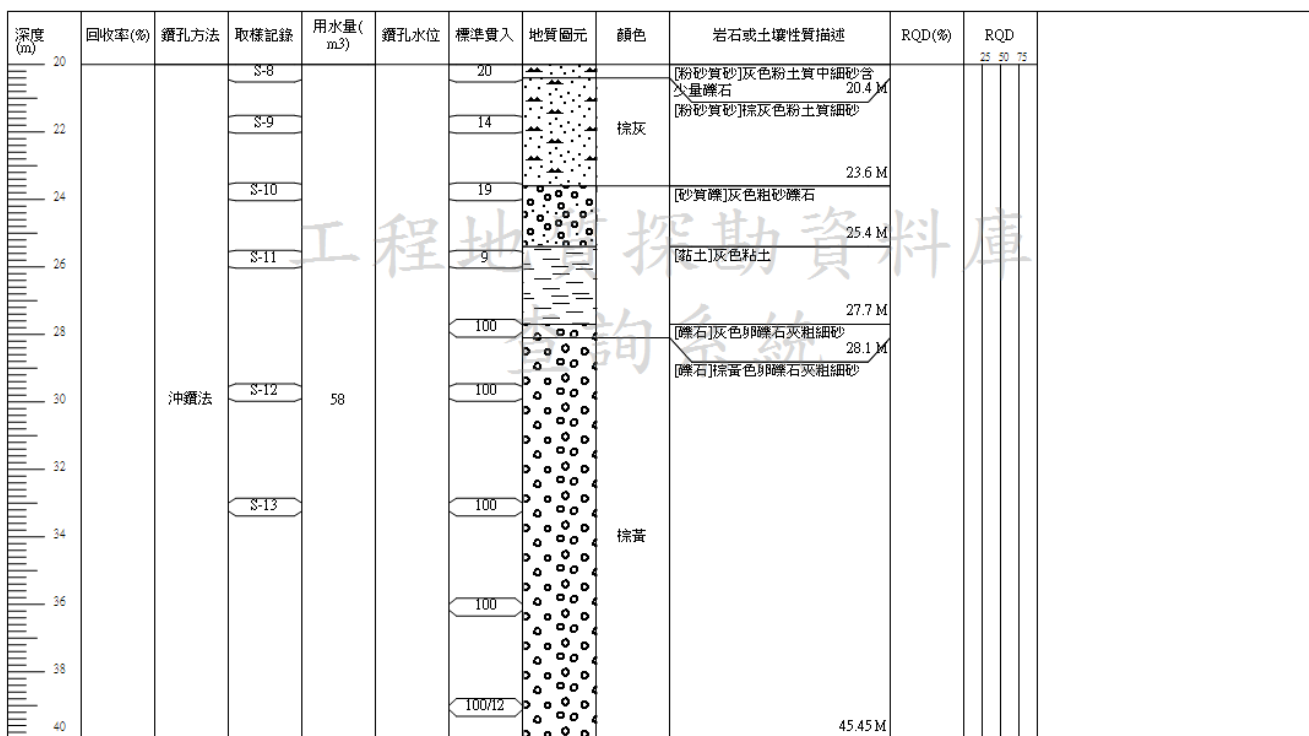 深度(m) 回收率(%) 鑽孔方法 取樣記錄 用水量(m3) 鑽孔水位 標準貫入 地質圖元 顏色 岩石或土壤性質描述 RQD(%) RQD
25 50 75
20 S-8 20 [粉砂質砂]灰色粉土質中細砂含
少量礫石 20.4 M
[粉砂質砂]棕灰色粉土質細砂
22 S-9 14 棕灰
23.6 M
24 S-10 19 [砂質礫]灰色粗砂礫石
25.4 M
工程地質探勘資料庫
26 S-11 9 [黏土]灰色粘土
27.7 M
28 100 [礫石]灰色卵礫石夾粗細砂
查詢系統
28.1 M
[礫石]棕黃色卵礫石夾粗細砂
30 沖鑽法 S-12 58 100
32
S-13 100
34 棕黃
36 100
38
100/12
40 45.45 M